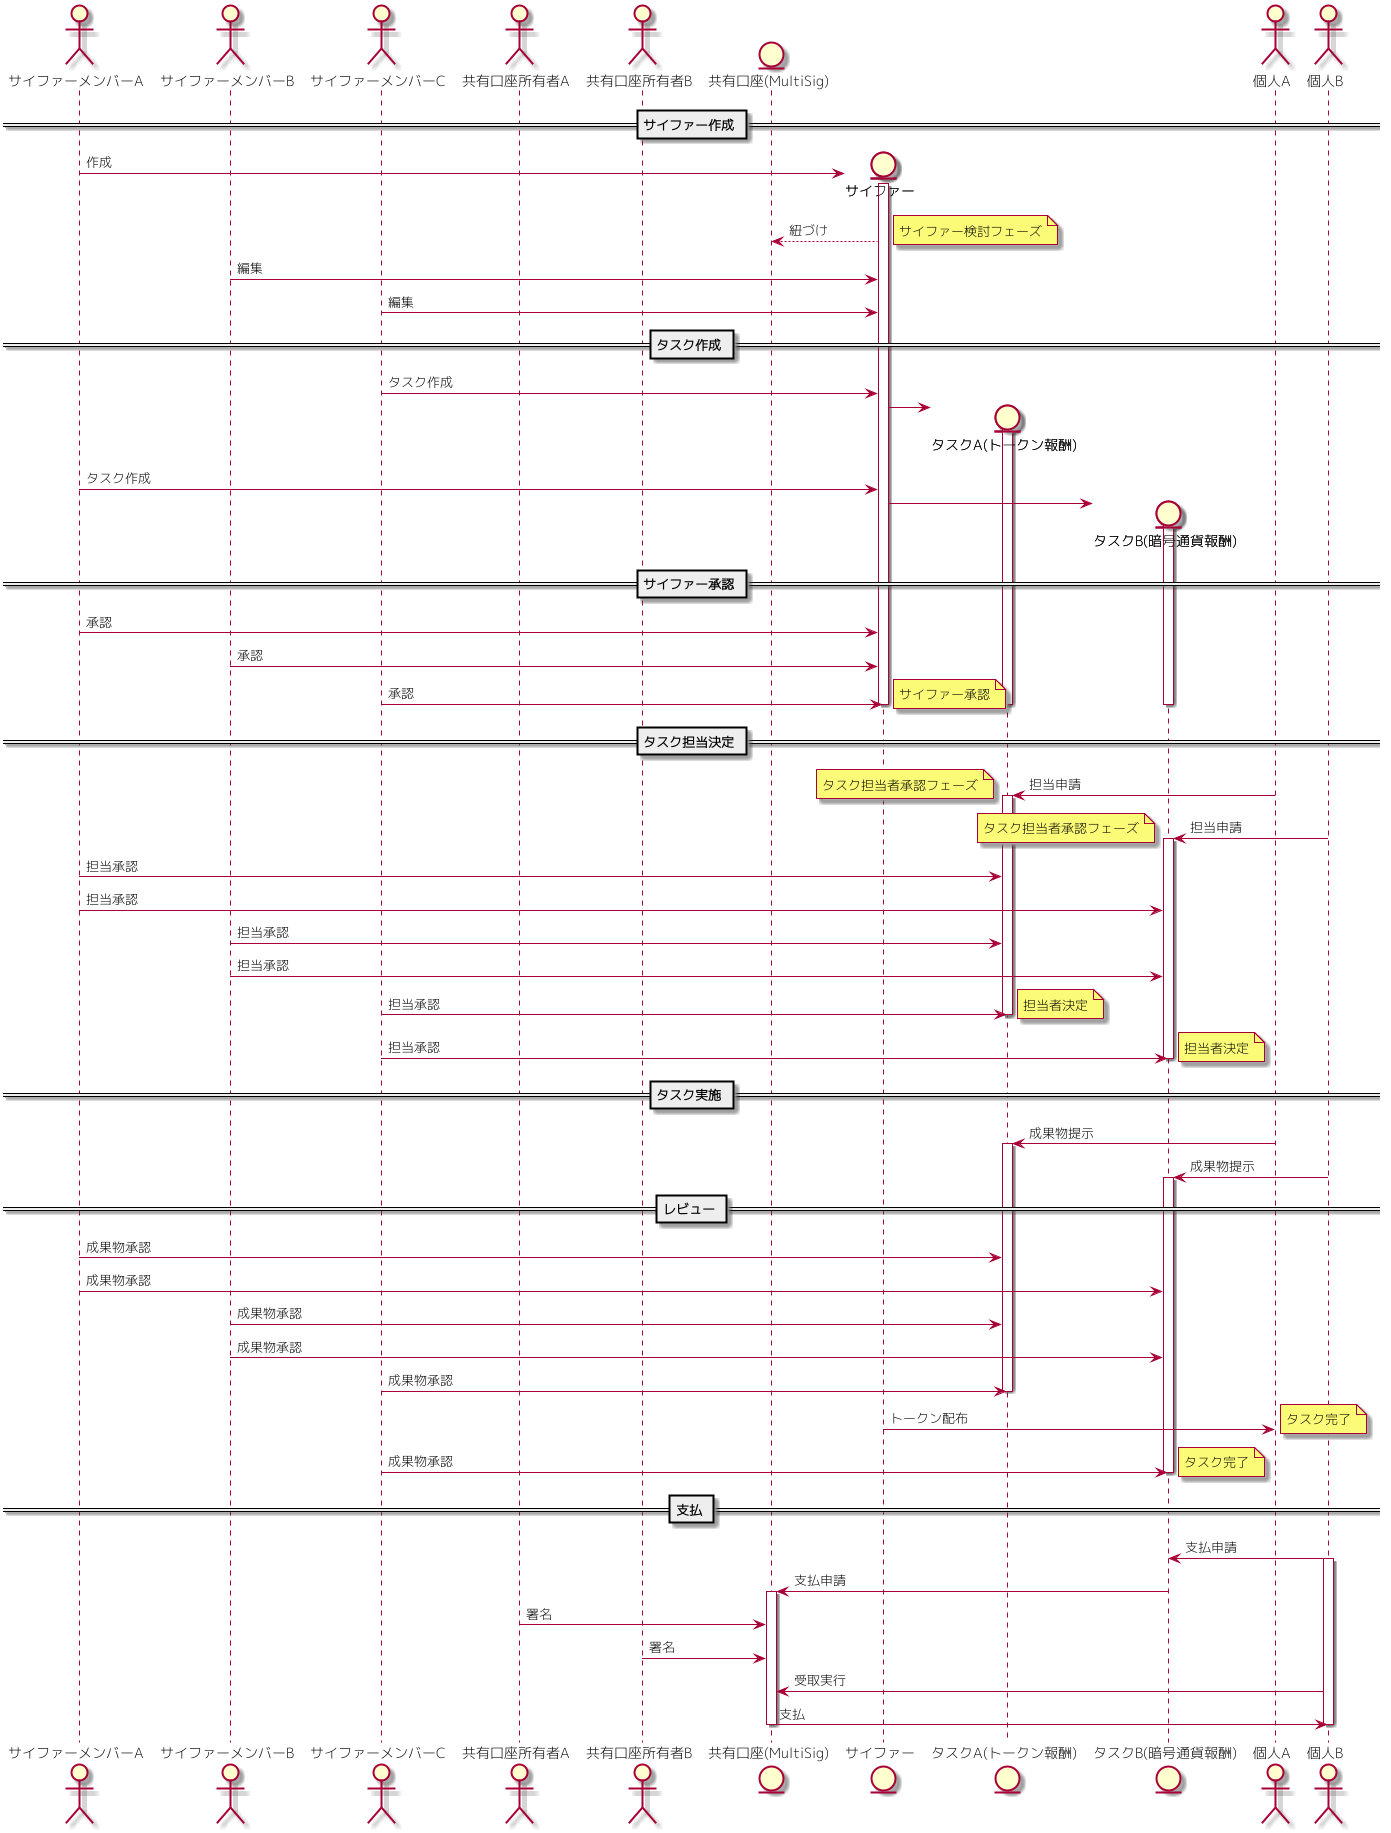 サイファーメンバーA サイファーメンバーB サイファーメンバーC 共有口座所有者A 共有口座所有者B 共有口座(MultiSig) 個人A 個人B
サイファー作成
作成
サイファー
紐づけ
サイファー検討フェーズ
編集
編集
タスク作成
タスク作成
タスクA(トークン報酬)
タスク作成
タスクB(暗号通貨報酬)
サイファー承認
承認
承認
承認
サイファー承認
タスク担当決定
タスク担当者承認フェーズ
担当申請
タスク担当者承認フェーズ
担当申請
担当承認
担当承認
担当承認
担当承認
担当承認
担当者決定
担当承認
担当者決定
タスク実施
成果物提示
成果物提示
レビュー
成果物承認
成果物承認
成果物承認
成果物承認
成果物承認
トークン配布
タスク完了
成果物承認
タスク完了
支払
支払申請
支払申請
署名
署名
受取実行
支払
サイファーメンバーA サイファーメンバーB サイファーメンバーC 共有口座所有者A 共有口座所有者B 共有口座(MultiSig) サイファー タスクA(トークン報酬) タスクB(暗号通貨報酬) 個人A 個人B